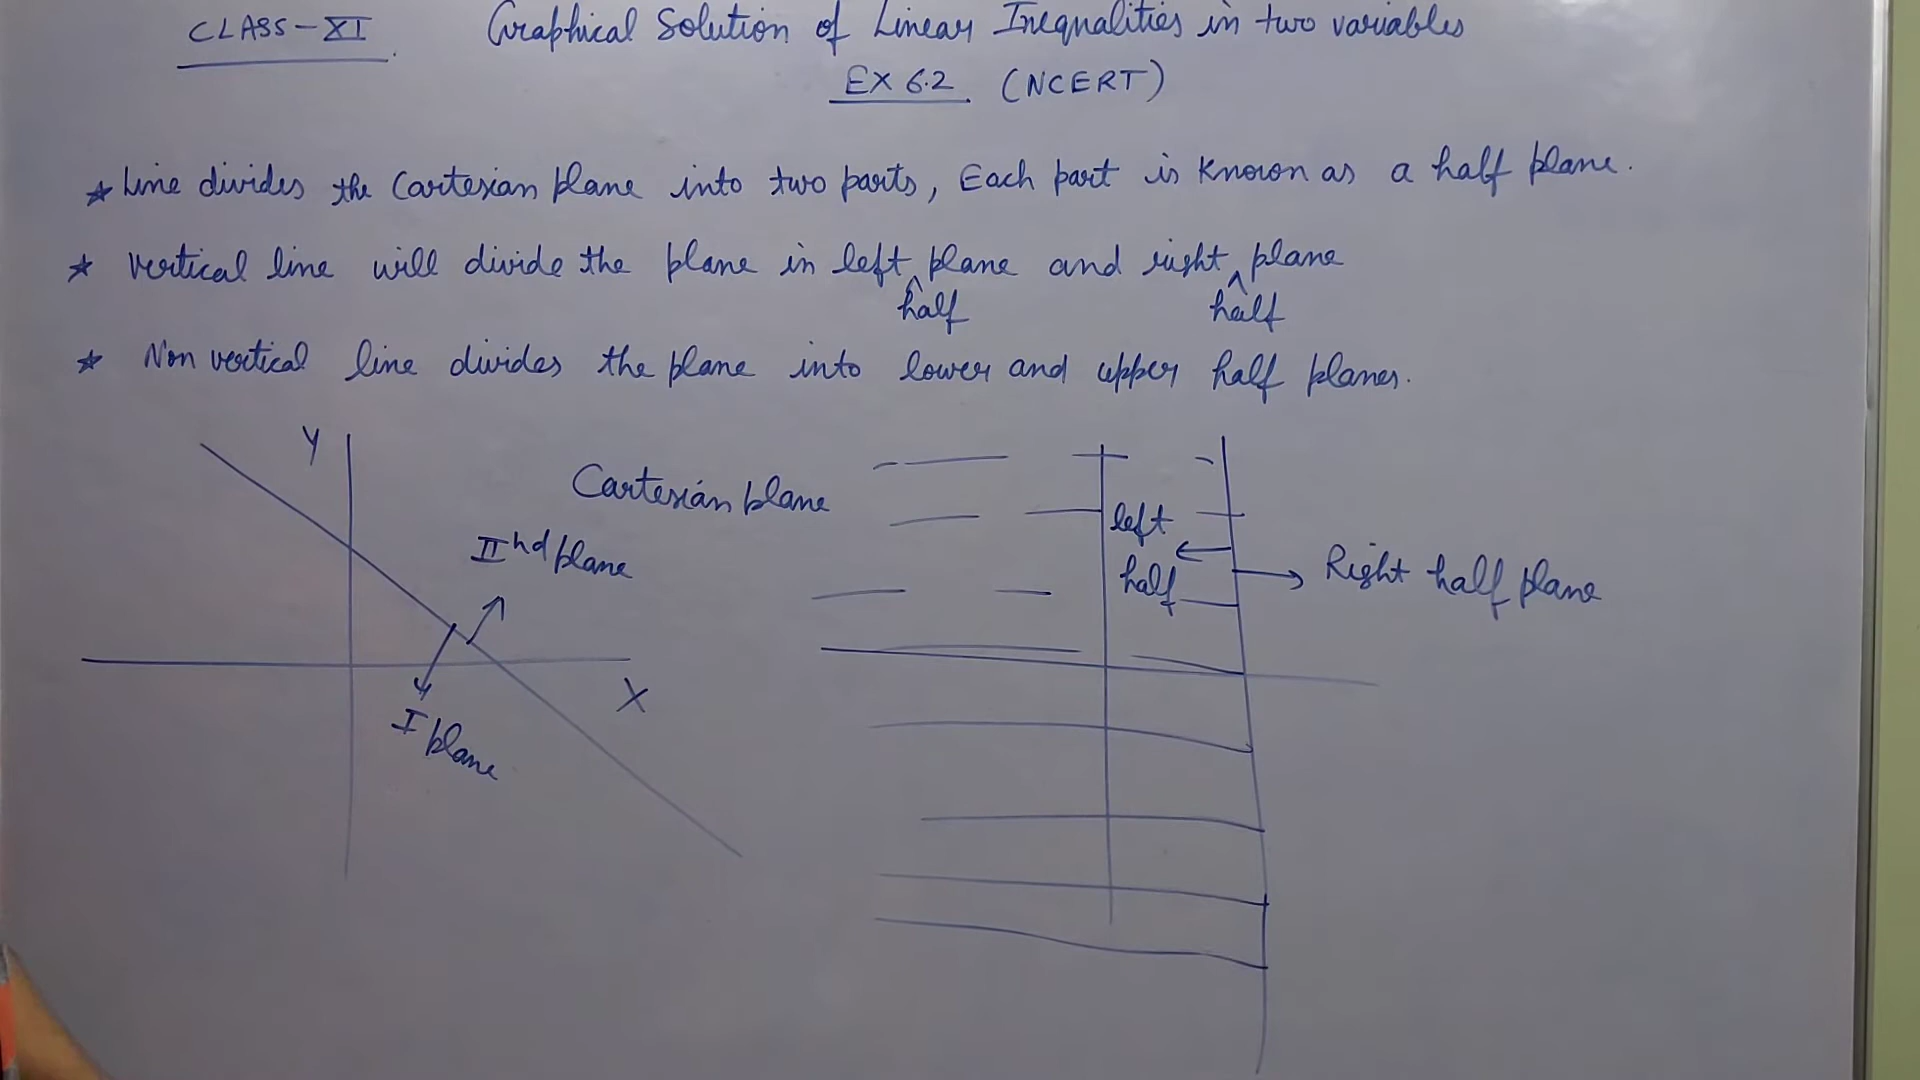 CLASS-XI Graphical Solution of Linear Inequalities in two variables
EX 6.2 (NCERT)
* Line divides the Cartesian plane into two parts, Each part is known as a half plane.
* Vertical line will divide the plane in left ^ plane and right ^ plane
half half
* Non vertical line divides the plane into lower and upper half planes.
Y
Cartesian plane
left
IInd plane
half
Right half plane
X
I plane